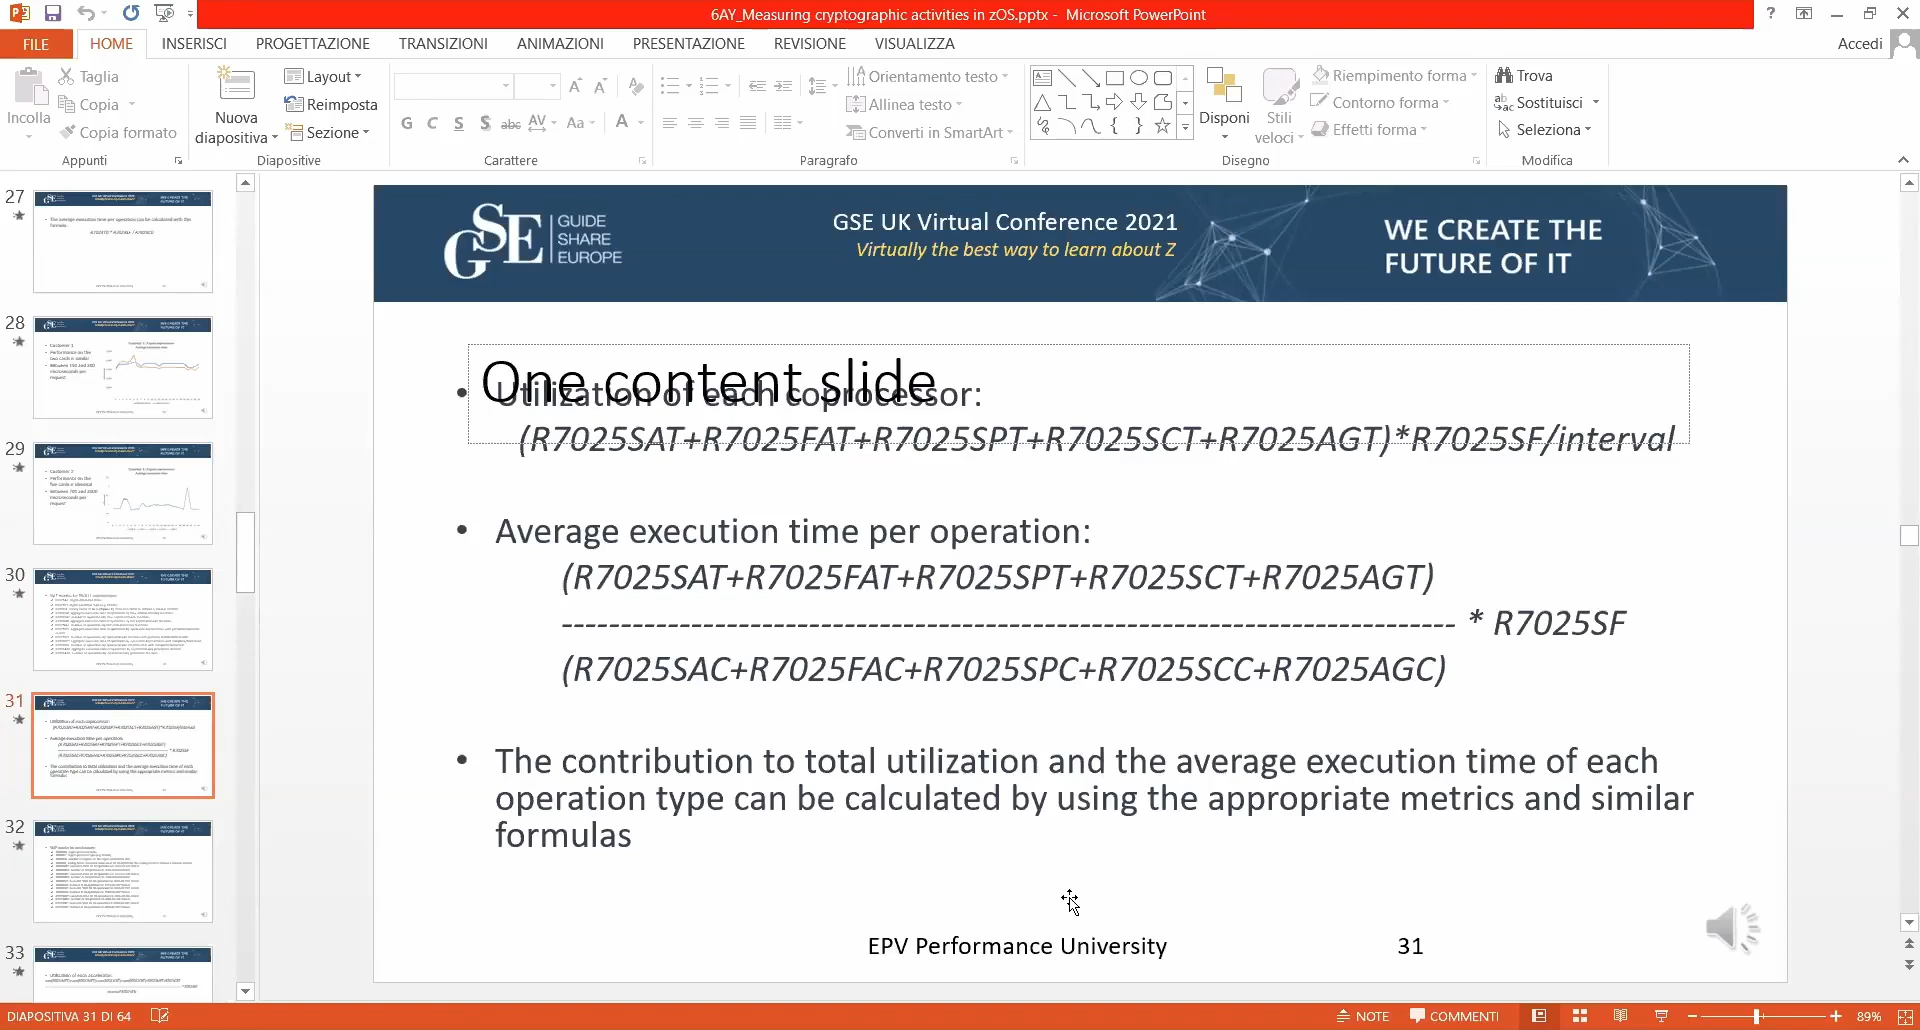 6AY_Measuring cryptographic activities in zOS.pptx - Microsoft PowerPoint
?
FILE
HOME
INSERISCI
PROGETTAZIONE
TRANSIZIONI
ANIMAZIONI
PRESENTAZIONE
REVISIONE
VISUALIZZA
Accedi
Incolla
Taglia
Copia
Copia formato
Appunti
Nuova
diapositiva
Layout
Reimposta
Sezione
Diapositive
G C S S abc AV Aa A
Carattere
Orientamento testo
Allinea testo
Converti in SmartArt
Paragrafo
Disponi
Stili
veloci
Riempimento forma
Contorno forma
Effetti forma
Disegno
Trova
Sostituisci
Seleziona
Modifica
27
28
29
30
31
32
33
GSE
GUIDE
SHARE
EUROPE
GSE UK Virtual Conference 2021
Virtually the best way to learn about Z
WE CREATE THE
FUTURE OF IT
One content slide
• Utilization of each coprocessor:
(R7025SAT+R7025FAT+R7025SPT+R7025SCT+R7025AGT)*R7025SF/interval
• Average execution time per operation:
(R7025SAT+R7025FAT+R7025SPT+R7025SCT+R7025AGT)
---------------------------------------------------------------------------- * R7025SF
(R7025SAC+R7025FAC+R7025SPC+R7025SCC+R7025AGC)
• The contribution to total utilization and the average execution time of each
operation type can be calculated by using the appropriate metrics and similar
formulas
EPV Performance University
31
DIAPOSITIVA 31 DI 64
NOTE
COMMENTI
89%